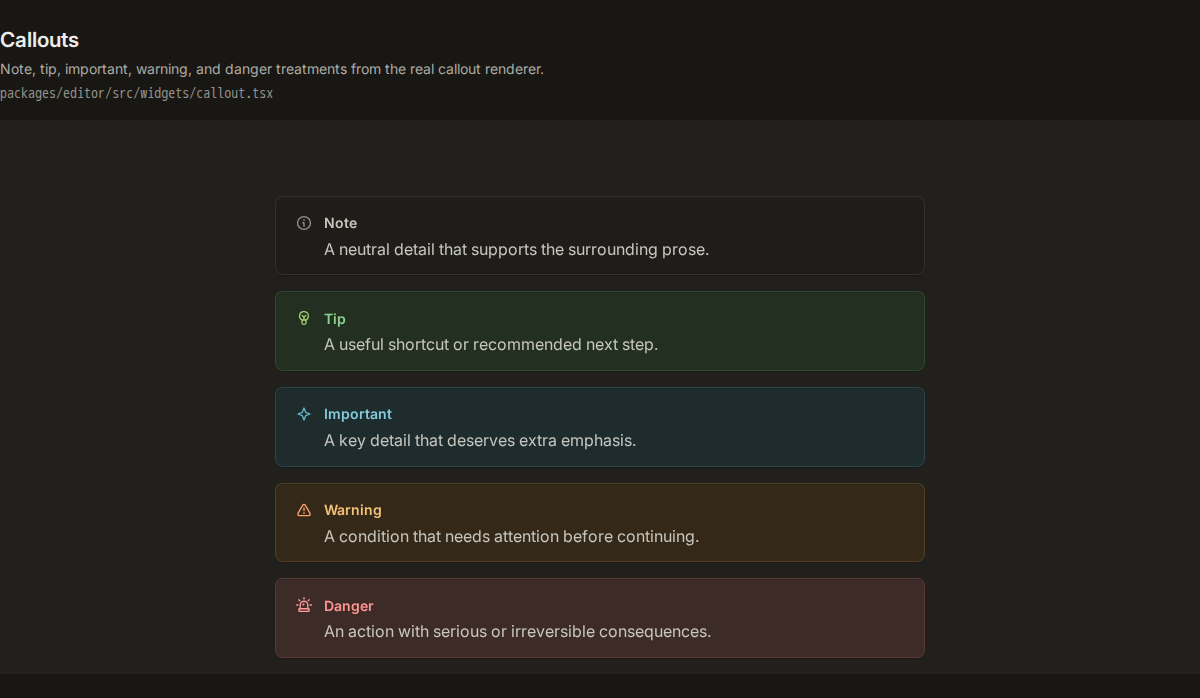 Callouts
Note, tip, important, warning, and danger treatments from the real callout renderer.
packages/editor/src/widgets/callout.tsx
Note
A neutral detail that supports the surrounding prose.
Tip
A useful shortcut or recommended next step.
Important
A key detail that deserves extra emphasis.
Warning
A condition that needs attention before continuing.
Danger
An action with serious or irreversible consequences.